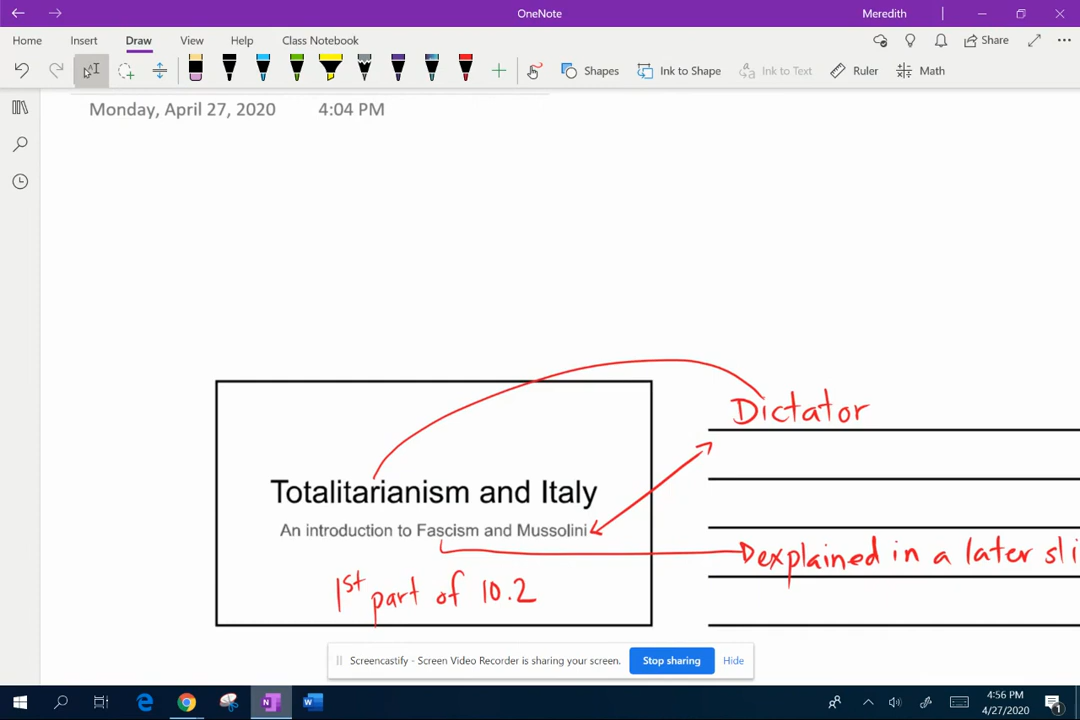 OneNote
Meredith
Home Insert Draw View Help Class Notebook
Share
Shapes Ink to Shape Ink to Text Ruler Math
Monday, April 27, 2020 4:04 PM
Dictator
Totalitarianism and Italy
An introduction to Fascism and Mussolini
explained in a later sli
1st part of 10.2
Screencastify - Screen Video Recorder is sharing your screen. Stop sharing Hide
4:56 PM
4/27/2020
1